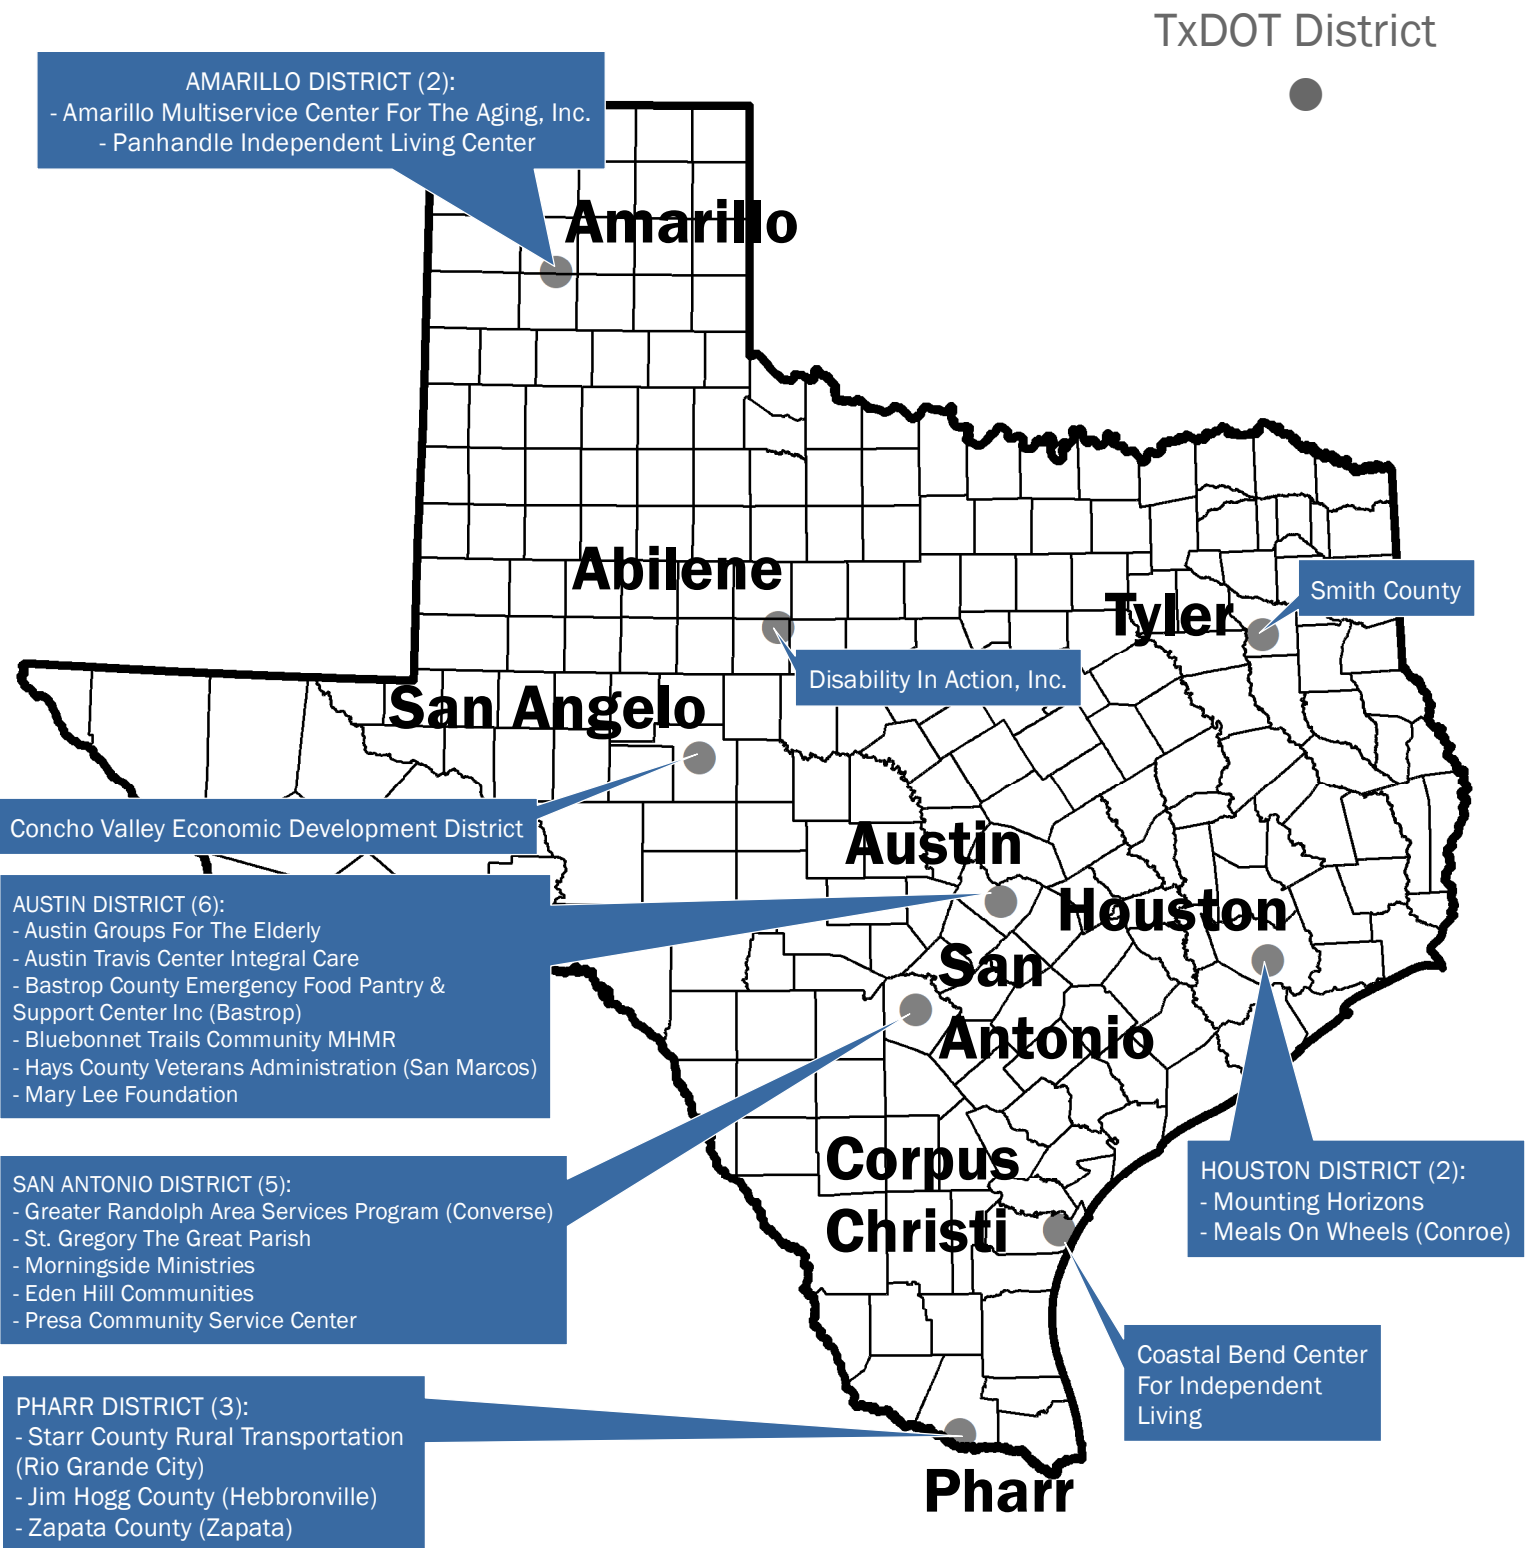 TxDOT District
AMARILLO DISTRICT (2):
- Amarillo Multiservice Center For The Aging, Inc.
- Panhandle Independent Living Center
Amarillo
Abilene
Smith County
Tyler
Disability In Action, Inc.
San Angelo
Concho Valley Economic Development District
Austin
AUSTIN DISTRICT (6):
- Austin Groups For The Elderly
- Austin Travis Center Integral Care
- Bastrop County Emergency Food Pantry &
Support Center Inc (Bastrop)
- Bluebonnet Trails Community MHMR
- Hays County Veterans Administration (San Marcos)
- Mary Lee Foundation
Houston
San
Antonio
Corpus
Christi
HOUSTON DISTRICT (2):
- Mounting Horizons
- Meals On Wheels (Conroe)
SAN ANTONIO DISTRICT (5):
- Greater Randolph Area Services Program (Converse)
- St. Gregory The Great Parish
- Morningside Ministries
- Eden Hill Communities
- Presa Community Service Center
Coastal Bend Center
For Independent
Living
PHARR DISTRICT (3):
- Starr County Rural Transportation
(Rio Grande City)
- Jim Hogg County (Hebbronville)
- Zapata County (Zapata)
Pharr